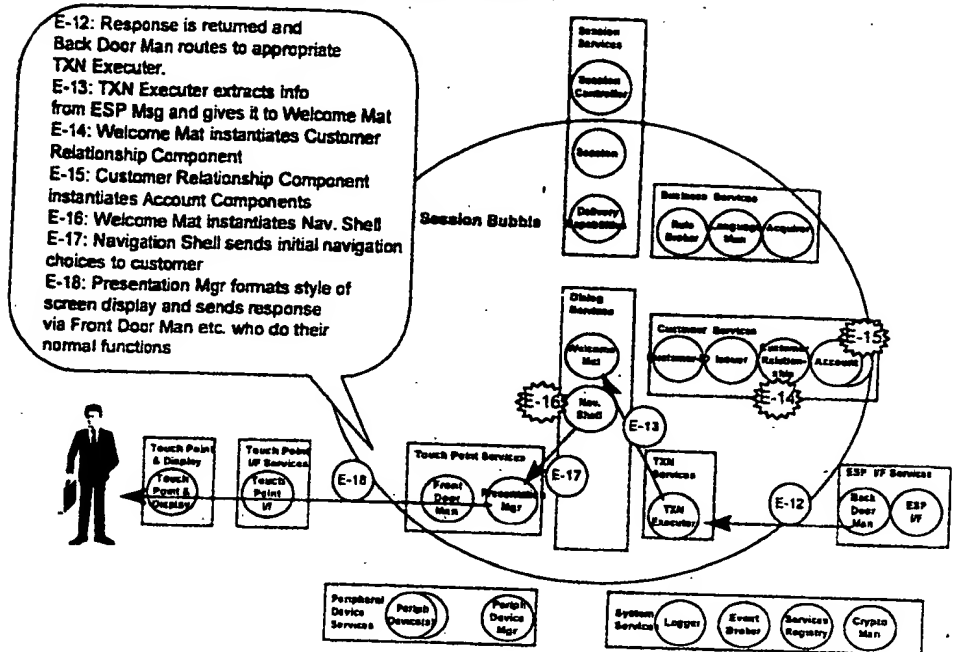 E-12: Response is returned and
Back Door Man routes to appropriate
TXN Executer.
E-13: TXN Executer extracts info
from ESP Msg and gives it to Welcome Mat
E-14: Welcome Mat instantiates Customer
Relationship Component
E-15: Customer Relationship Component
instantiates Account Components
E-16: Welcome Mat instantiates Nav. Shell
E-17: Navigation Shell sends initial navigation
choices to customer
E-18: Presentation Mgr formats style of
screen display and sends response
via Front Door Man etc. who do their
normal functions
Session
Services
Session
Controller
Session
Delivery
Capabilities
Session Bubble
Business Services
Rule
Broker
Language
Man
Acquirer
Dialog
Services
Welcome
Mat
Nav.
Shell
E-16
Customer Services
Customer
Issuer
Customer
Relation-
ship
Account
E-15
E-14
E-13
E-17
E-18
E-12
Touch Point
& Display
Touch
Point &
Display
Touch Point
I/F Services
Touch
Point
I/F
Touch Point Services
Front
Door
Man
Presentation
Mgr
TXN
Services
TXN
Executor
ESP I/F Services
Back
Door
Man
ESP
I/F
Peripheral
Device
Services
Periph
Device(s)
Periph
Device
Mgr
System
Services
Logger
Event
Broker
Services
Registry
Crypto
Man